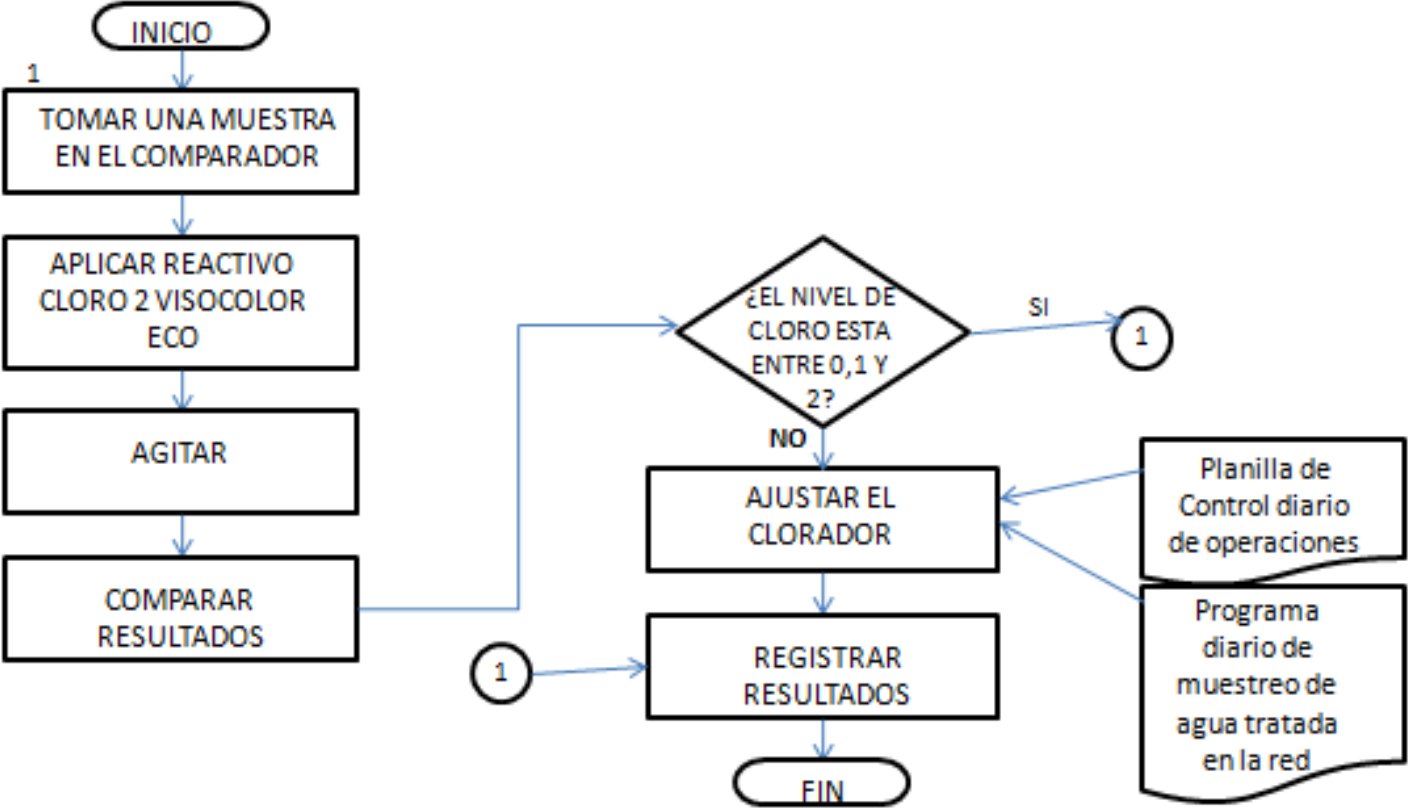 INICIO
1
TOMAR UNA MUESTRA
EN EL COMPARADOR
APLICAR REACTIVO
CLORO 2 VISOCOLOR
ECO
AGITAR
COMPARAR
RESULTADOS
¿EL NIVEL DE
CLORO ESTA
ENTRE 0,1 Y
2?
SI
1
NO
AJUSTAR EL
CLORADOR
Planilla de
Control diario
de operaciones
Programa
diario de
muestreo de
agua tratada
en la red
1
REGISTRAR
RESULTADOS
FIN